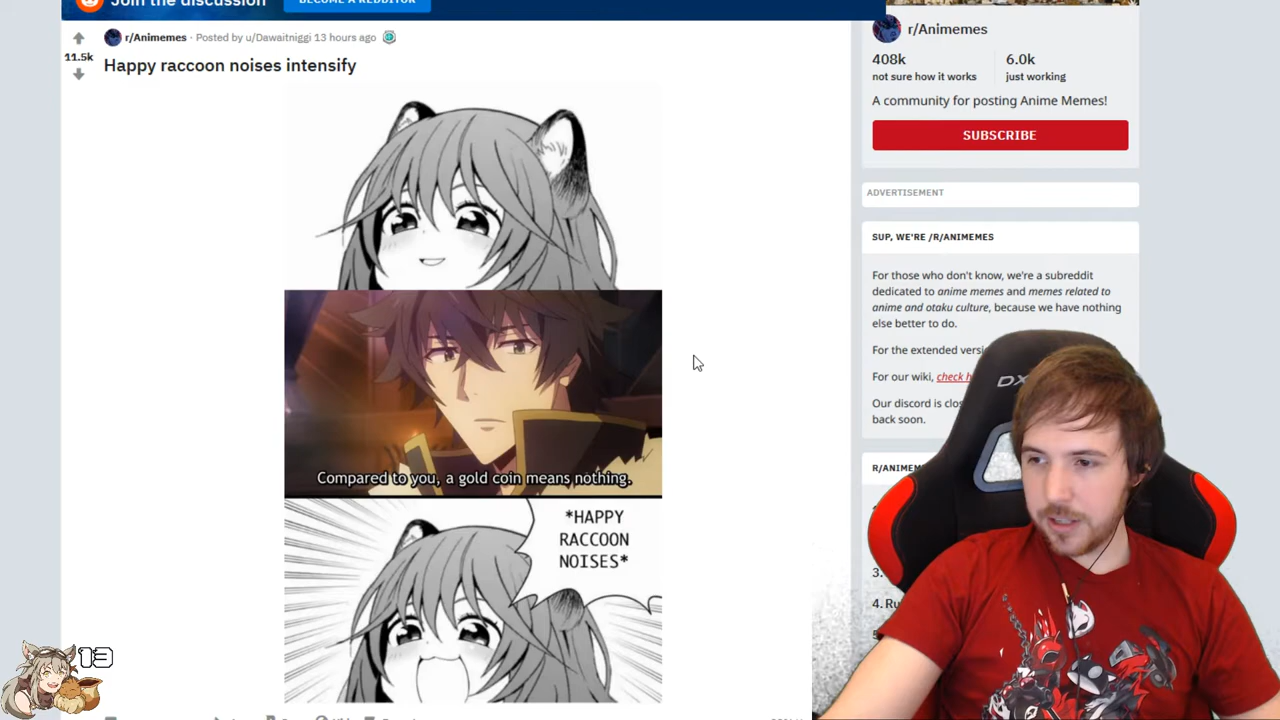 Join the discussion
BECOME A REDDITOR
11.5k
r/Animemes · Posted by u/Dawaitniggi 13 hours ago
Happy raccoon noises intensify
Compared to you, a gold coin means nothing.
*HAPPY
RACCOON
NOISES*
13
r/Animemes
408k
6.0k
not sure how it works
just working
A community for posting Anime Memes!
SUBSCRIBE
ADVERTISEMENT
SUP, WE'RE /R/ANIMEMES
For those who don't know, we're a subreddit
dedicated to anime memes and memes related to
anime and otaku culture, because we have nothing
else better to do.
For the extended
For our wiki, check
Our discord is
back soon.
3.
4.
DX